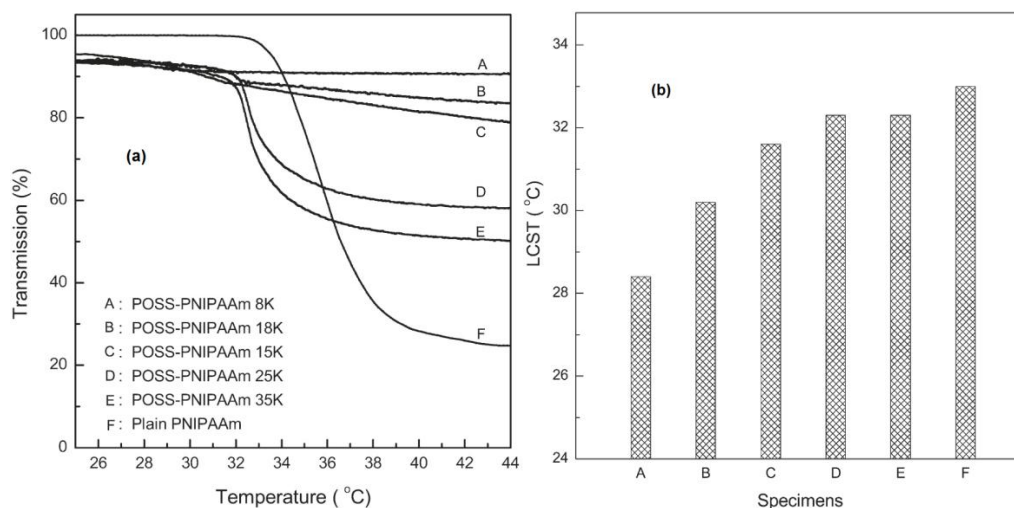 100
80
60
40
20
0
Transmission (%)
(a)
A
B
C
D
E
F
A : POSS-PNIPAAm 8K
B : POSS-PNIPAAm 18K
C : POSS-PNIPAAm 15K
D : POSS-PNIPAAm 25K
E : POSS-PNIPAAm 35K
F : Plain PNIPAAm
26 28 30 32 34 36 38 40 42 44
Temperature ( °C)
34
32
30
28
26
24
LCST ( °C)
(b)
A B C D E F
Specimens